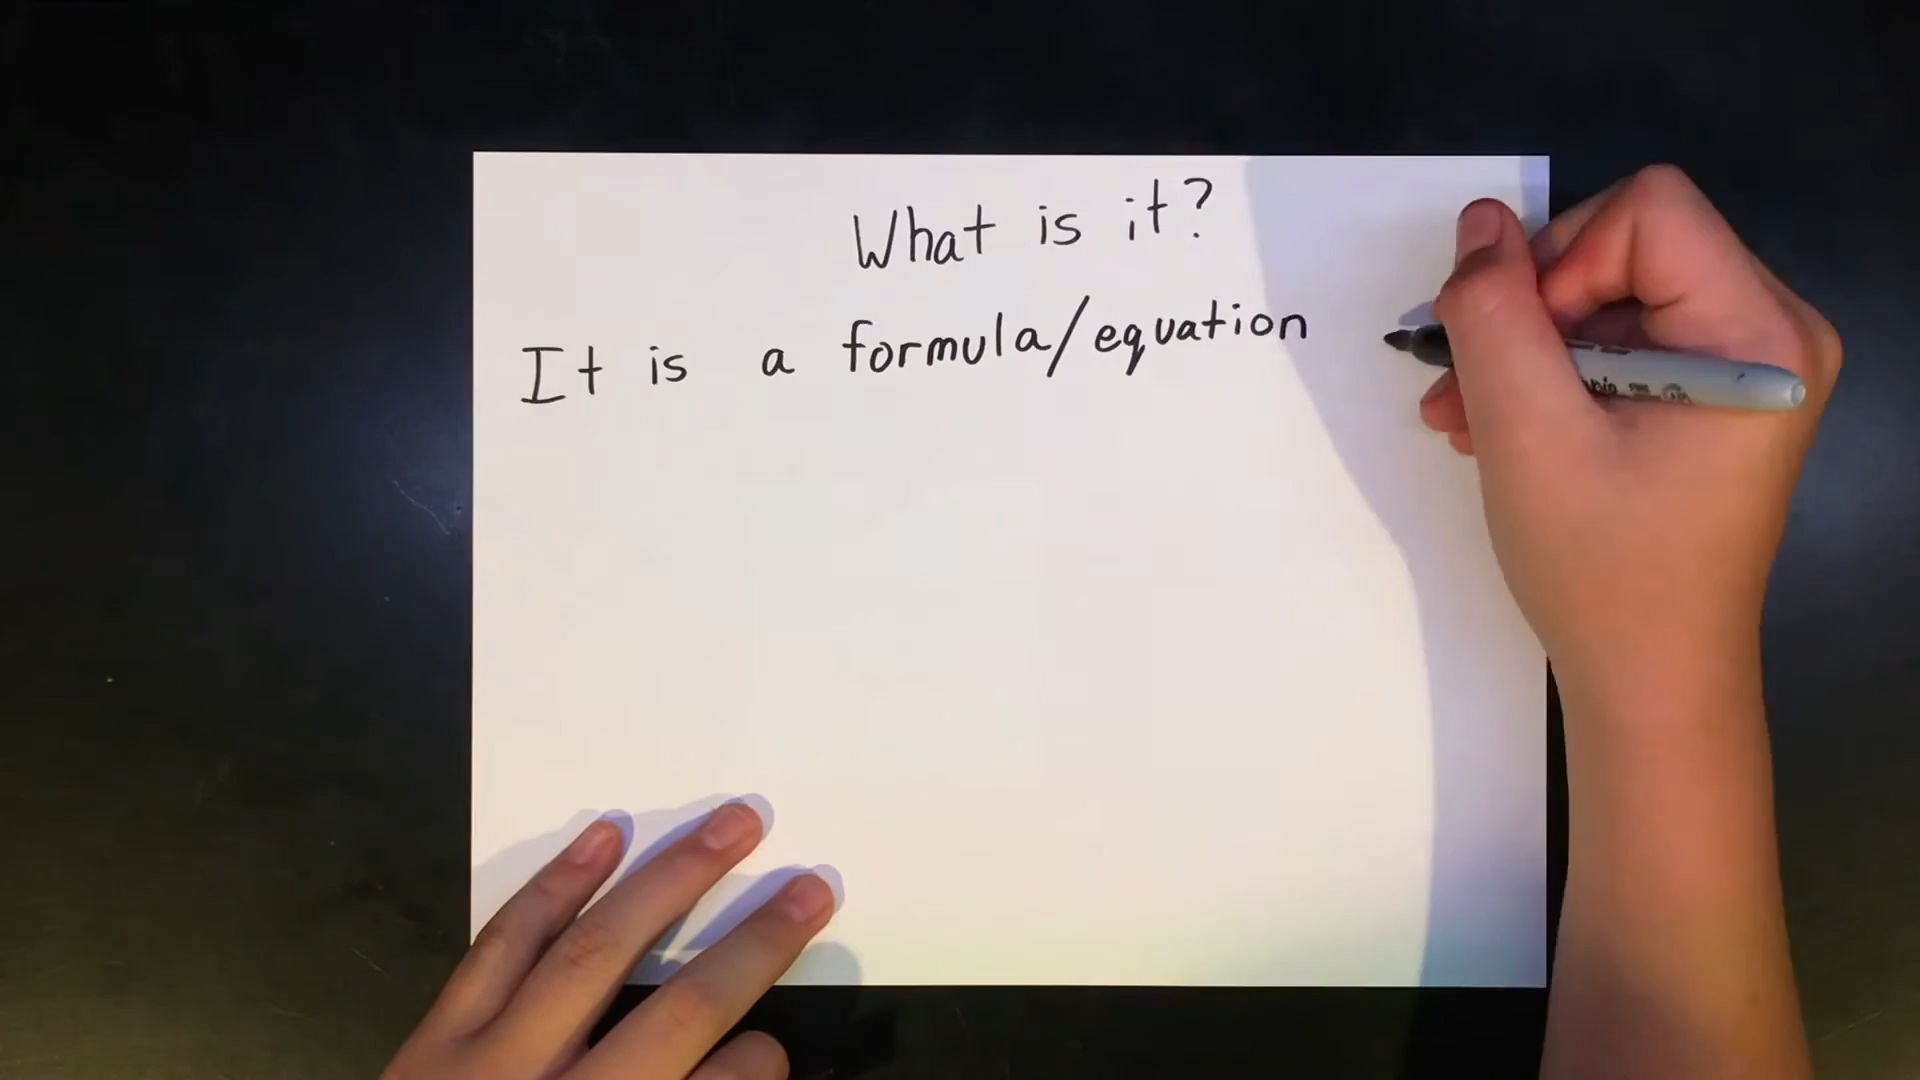 What is it?
It is a formula/equation